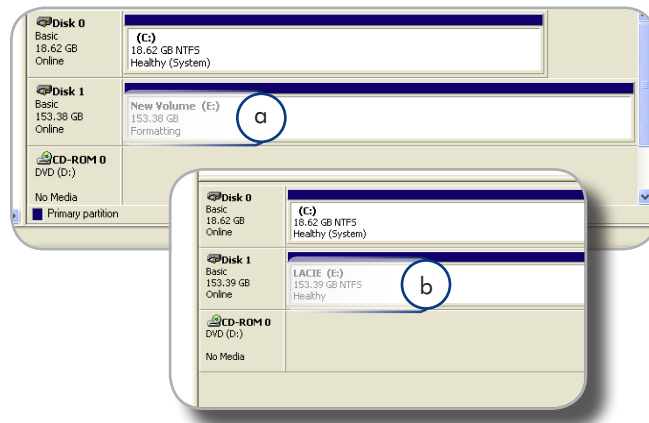 Disk 0
Basic
18.62 GB
Online
(C:)
18.62 GB NTFS
Healthy (System)
Disk 1
Basic
153.38 GB
Online
New Volume (E:)
153.38 GB
Formatting
a
CD-ROM 0
DVD (D:)
No Media
Primary partition
Disk 0
Basic
18.62 GB
Online
(C:)
18.62 GB NTFS
Healthy (System)
Disk 1
Basic
153.39 GB
Online
LACIE (E:)
153.39 GB NTFS
Healthy
b
CD-ROM 0
DVD (D:)
No Media